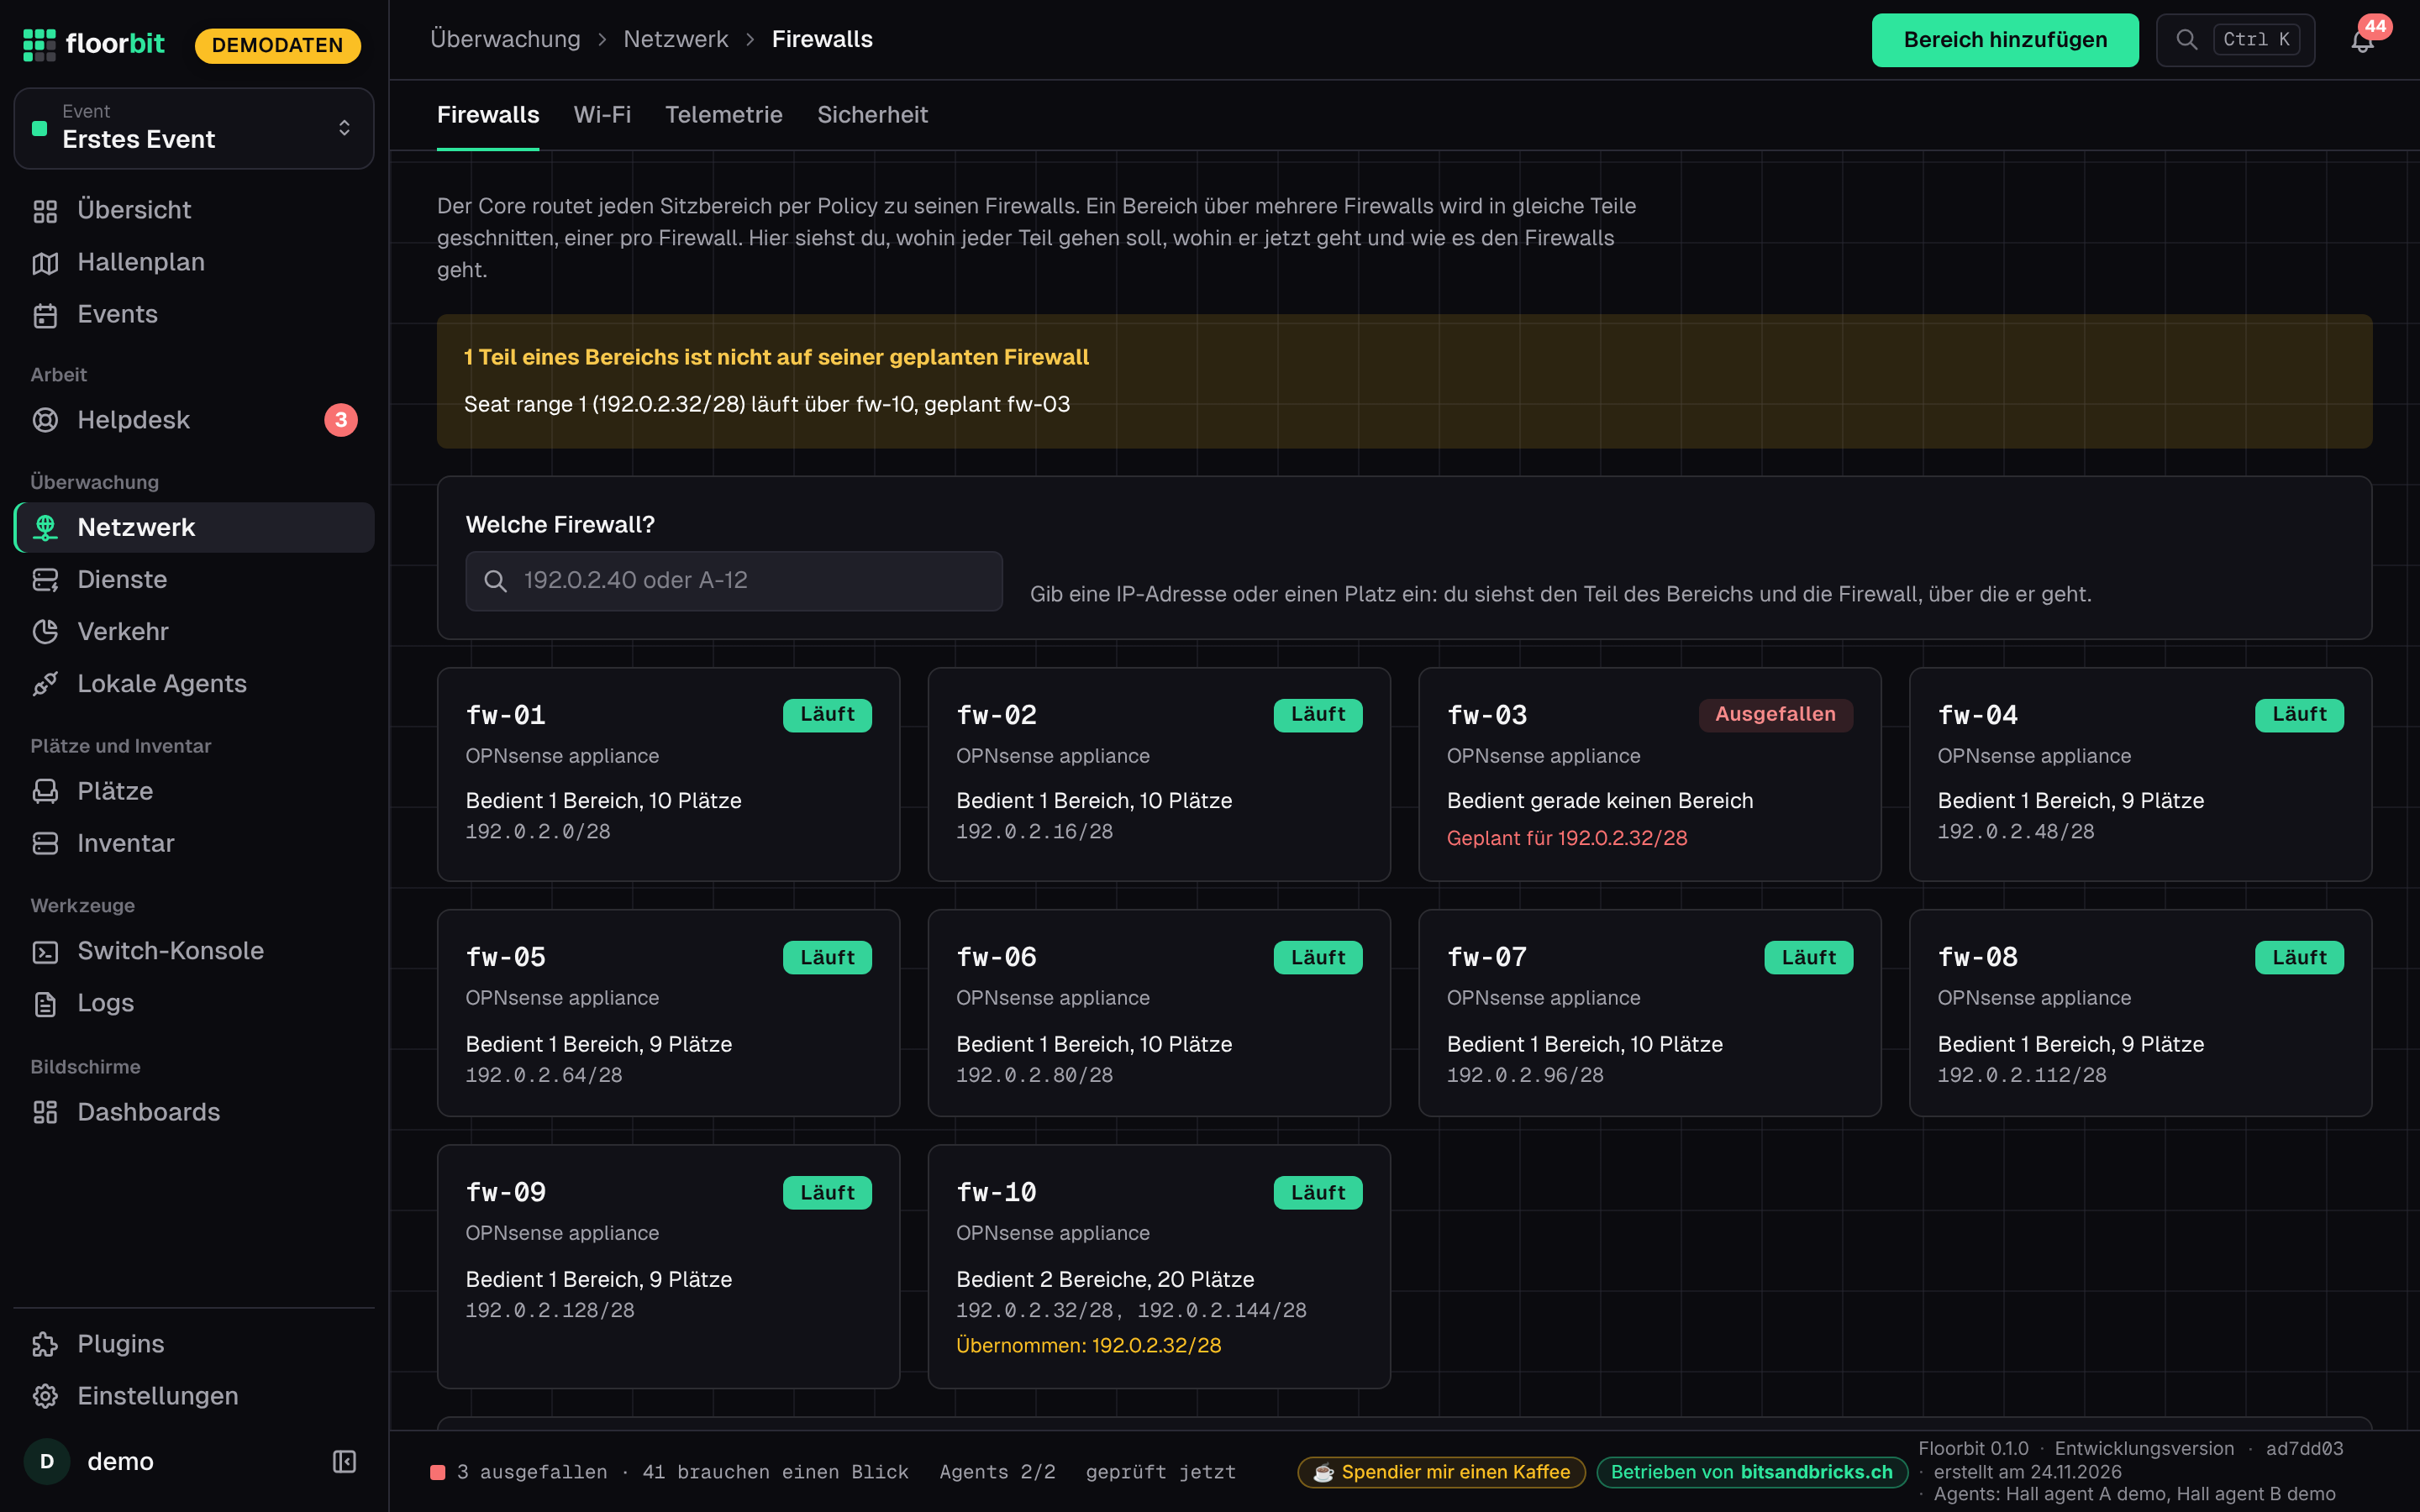 floorbit
DEMODATEN
Event
Erstes Event
Übersicht
Hallenplan
Events
Arbeit
Helpdesk
3
Überwachung
Netzwerk
Dienste
Verkehr
Lokale Agents
Plätze und Inventar
Plätze
Inventar
Werkzeuge
Switch-Konsole
Logs
Bildschirme
Dashboards
Plugins
Einstellungen
D
demo
Überwachung > Netzwerk > Firewalls
Bereich hinzufügen
Ctrl K
44
Firewalls
Wi-Fi
Telemetrie
Sicherheit
Der Core routet jeden Sitzbereich per Policy zu seinen Firewalls. Ein Bereich über mehrere Firewalls wird in gleiche Teile
geschnitten, einer pro Firewall. Hier siehst du, wohin jeder Teil gehen soll, wohin er jetzt geht und wie es den Firewalls
geht.
1 Teil eines Bereichs ist nicht auf seiner geplanten Firewall
Seat range 1 (192.0.2.32/28) läuft über fw-10, geplant fw-03
Welche Firewall?
192.0.2.40 oder A-12
Gib eine IP-Adresse oder einen Platz ein: du siehst den Teil des Bereichs und die Firewall, über die er geht.
fw-01
Läuft
OPNsense appliance
Bedient 1 Bereich, 10 Plätze
192.0.2.0/28
fw-02
Läuft
OPNsense appliance
Bedient 1 Bereich, 10 Plätze
192.0.2.16/28
fw-03
Ausgefallen
OPNsense appliance
Bedient gerade keinen Bereich
Geplant für 192.0.2.32/28
fw-04
Läuft
OPNsense appliance
Bedient 1 Bereich, 9 Plätze
192.0.2.48/28
fw-05
Läuft
OPNsense appliance
Bedient 1 Bereich, 9 Plätze
192.0.2.64/28
fw-06
Läuft
OPNsense appliance
Bedient 1 Bereich, 10 Plätze
192.0.2.80/28
fw-07
Läuft
OPNsense appliance
Bedient 1 Bereich, 10 Plätze
192.0.2.96/28
fw-08
Läuft
OPNsense appliance
Bedient 1 Bereich, 9 Plätze
192.0.2.112/28
fw-09
Läuft
OPNsense appliance
Bedient 1 Bereich, 9 Plätze
192.0.2.128/28
fw-10
Läuft
OPNsense appliance
Bedient 2 Bereiche, 20 Plätze
192.0.2.32/28, 192.0.2.144/28
Übernommen: 192.0.2.32/28
3 ausgefallen · 41 brauchen einen Blick
Agents 2/2
geprüft jetzt
☕ Spendier mir einen Kaffee
Betrieben von bitsandbricks.ch
Floorbit 0.1.0 · Entwicklungsversion · ad7dd03
· erstellt am 24.11.2026
· Agents: Hall agent A demo, Hall agent B demo